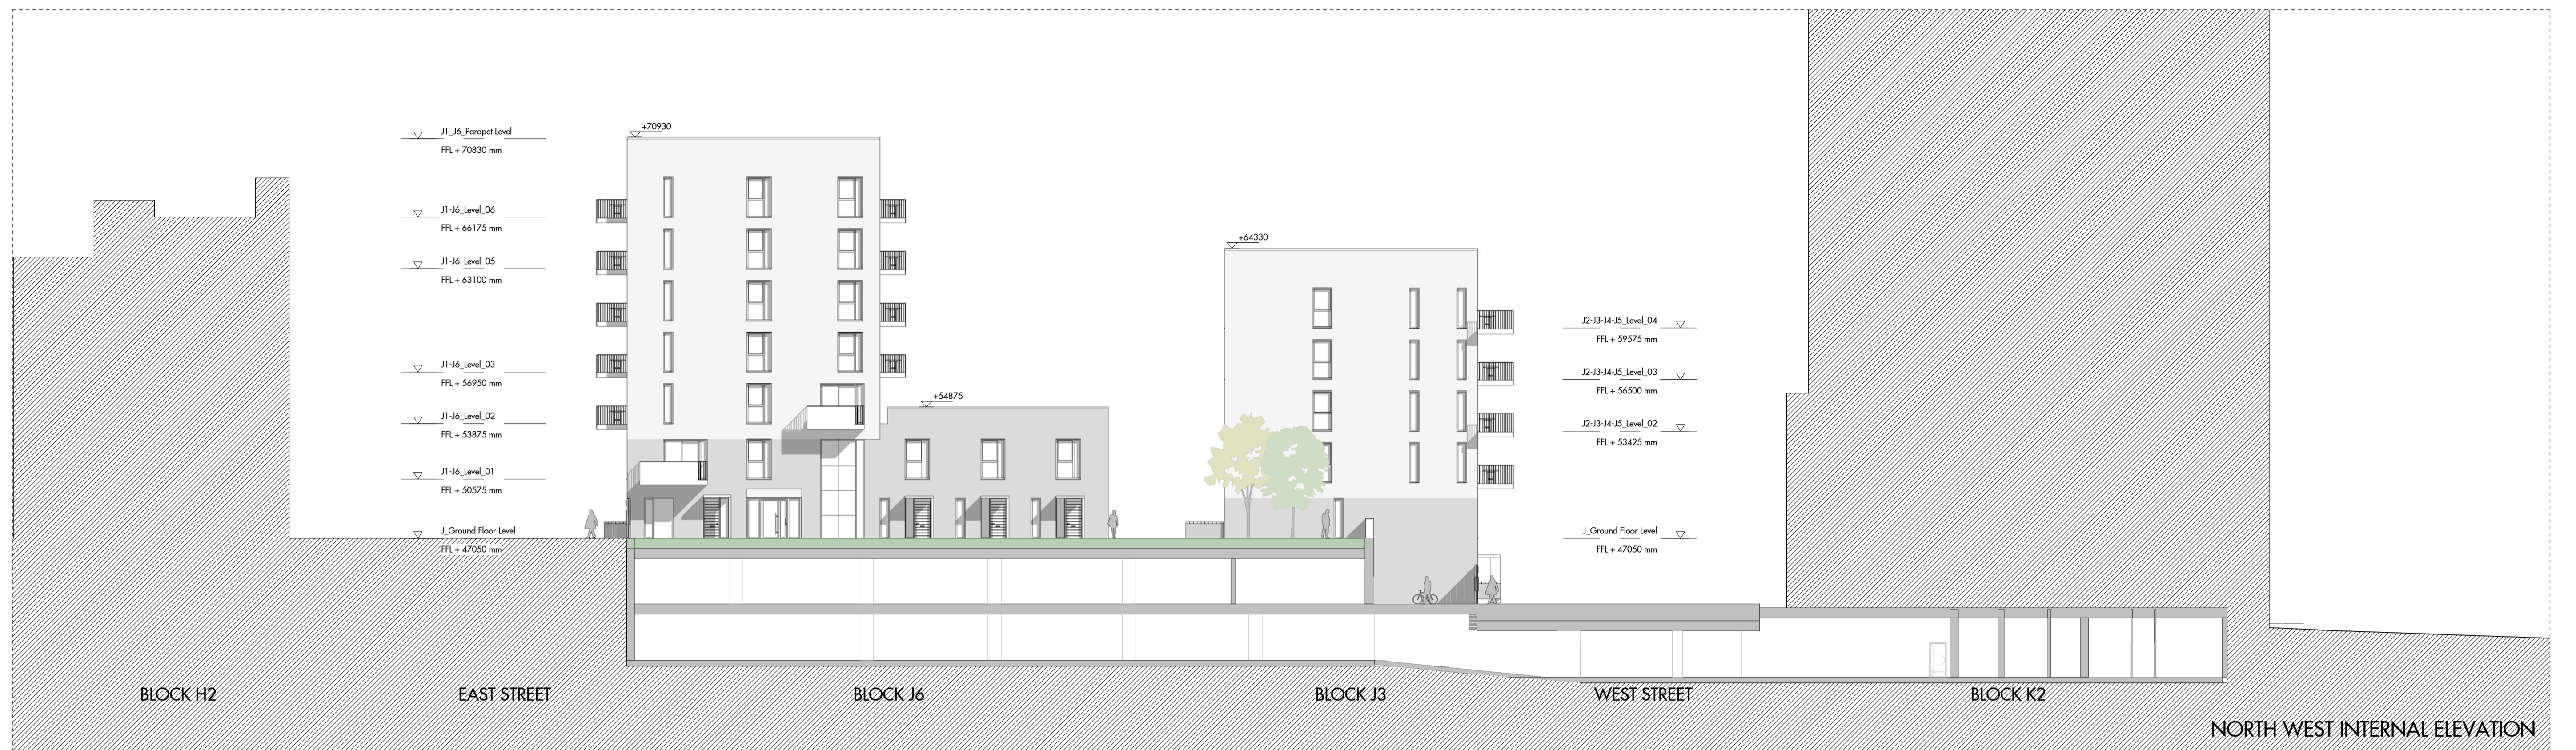 J1_J6_Parapet Level
FFL + 70830 mm
J1-J6_Level_06
FFL + 66175 mm
J1-J6_Level_05
FFL + 63100 mm
J1-J6_Level_03
FFL + 56950 mm
J1-J6_Level_02
FFL + 53875 mm
J1-J6_Level_01
FFL + 50575 mm
J_Ground Floor Level
FFL + 47050 mm
+70930
+54875
+64330
J2-J3-J4-J5_Level_04
FFL + 59575 mm
J2-J3-J4-J5_Level_03
FFL + 56500 mm
J2-J3-J4-J5_Level_02
FFL + 53425 mm
J_Ground Floor Level
FFL + 47050 mm
BLOCK H2
EAST STREET
BLOCK J6
BLOCK J3
WEST STREET
BLOCK K2
NORTH WEST INTERNAL ELEVATION